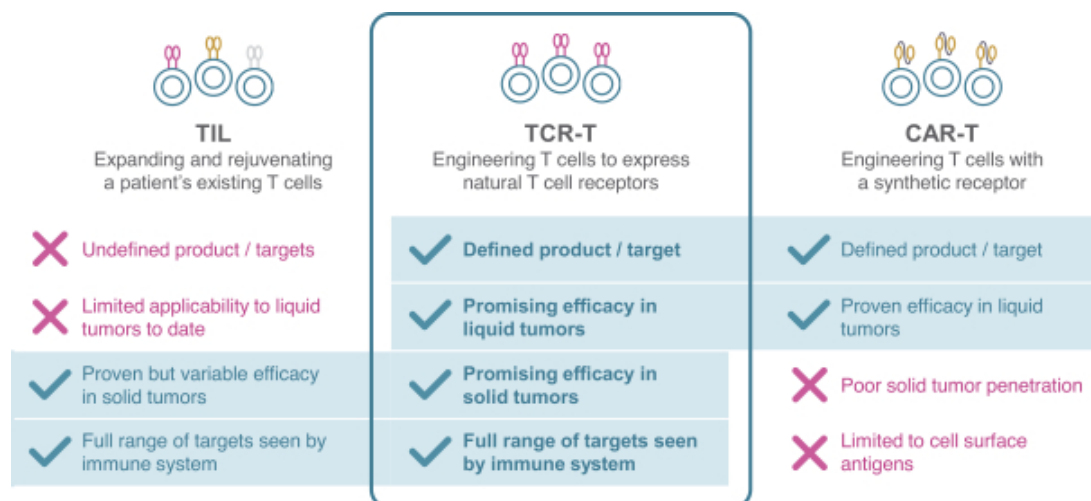 TIL
Expanding and rejuvenating
a patient's existing T cells
Undefined product / targets
Limited applicability to liquid
tumors to date
Proven but variable efficacy
in solid tumors
Full range of targets seen by
immune system
TCR-T
Engineering T cells to express
natural T cell receptors
Defined product / target
Promising efficacy in
liquid tumors
Promising efficacy in
solid tumors
Full range of targets seen
by immune system
CAR-T
Engineering T cells with
a synthetic receptor
Defined product / target
Proven efficacy in liquid
tumors
Poor solid tumor penetration
Limited to cell surface
antigens